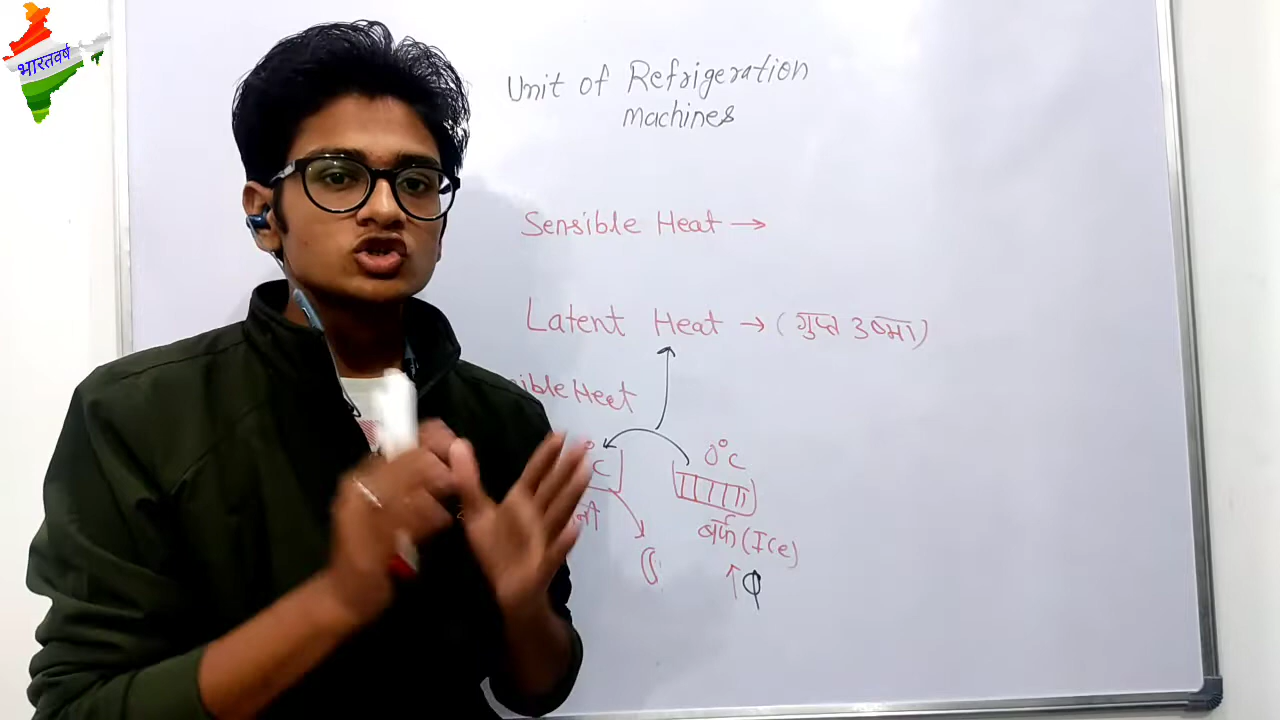 भारतवर्ष
Unit of Refrigeration
machines
Sensible Heat →
Latent Heat → (गुप्त उष्मा)
ible Heat
0°C
°C
बर्फ (Ice)
↑ Φ